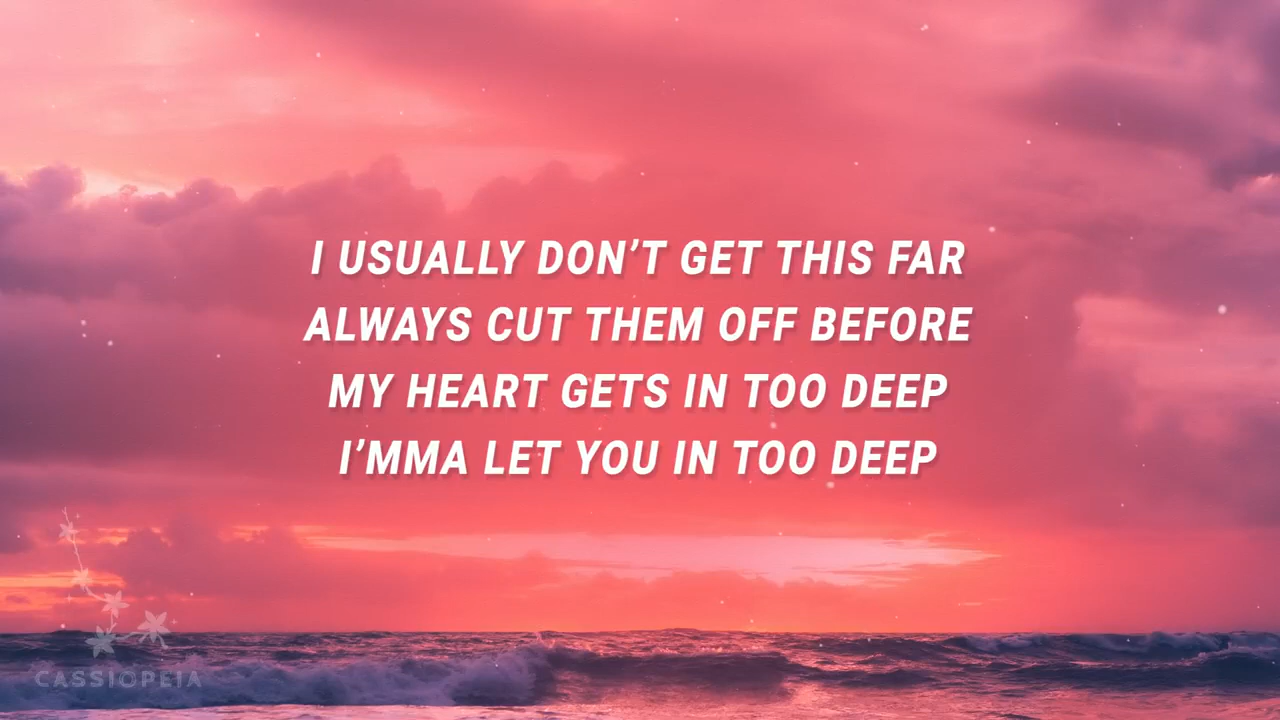 I USUALLY DON’T GET THIS FAR
ALWAYS CUT THEM OFF BEFORE
MY HEART GETS IN TOO DEEP
I’MMA LET YOU IN TOO DEEP
CASSIOPEIA